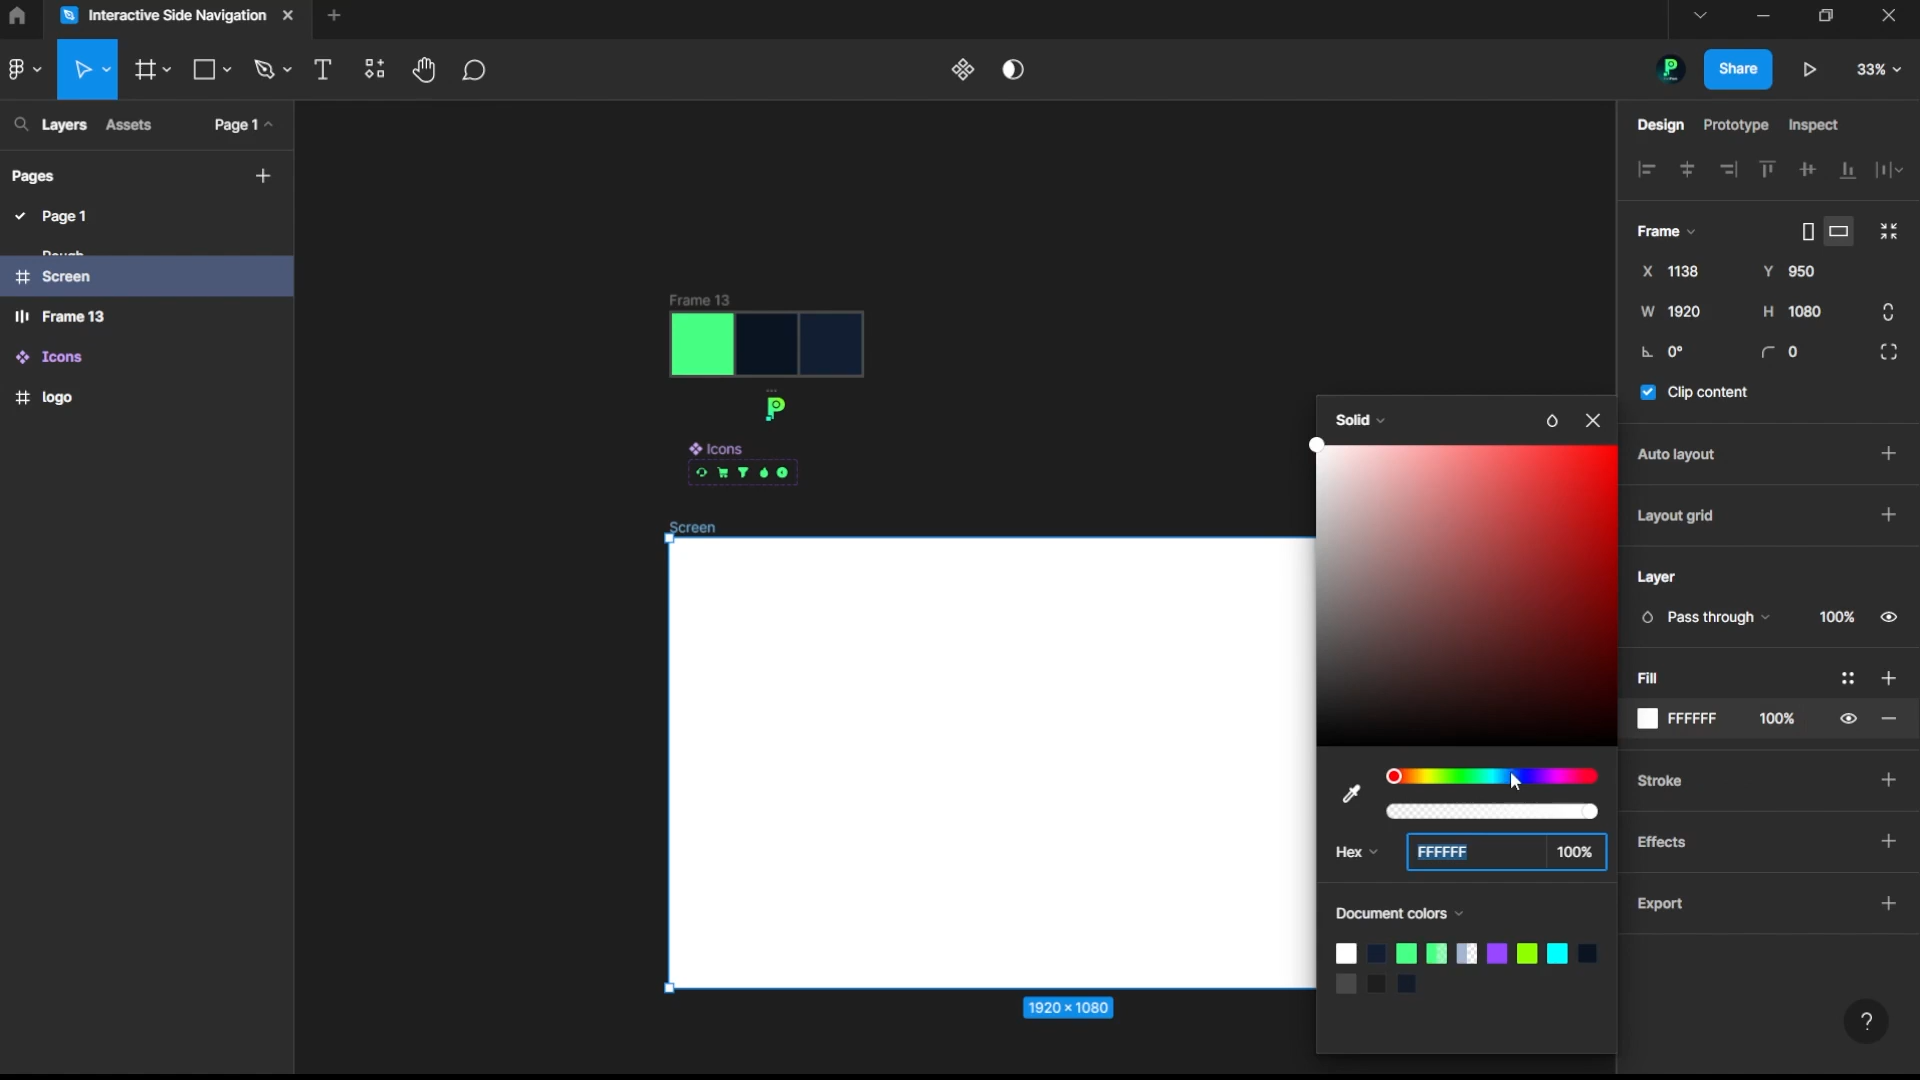 Interactive Side Navigation
Share
33%
Layers Assets Page 1
Pages
Page 1
Rough
Screen
Frame 13
Icons
logo
Frame 13
P
Icons
Screen
1920 × 1080
Solid
Hex FFFFFF 100%
Document colors
Design Prototype Inspect
Frame
X 1138 Y 950
W 1920 H 1080
0° 0
Clip content
Auto layout
Layout grid
Layer
Pass through 100%
Fill
FFFFFF 100%
Stroke
Effects
Export
?